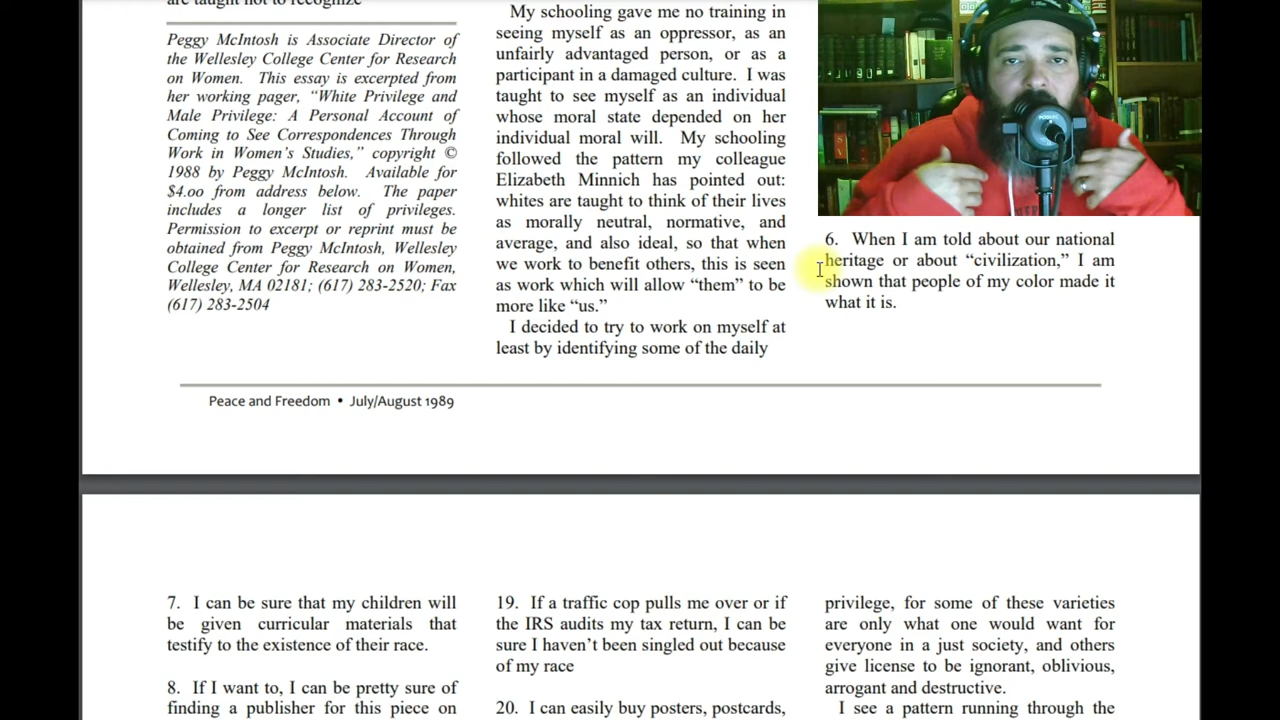 are taught not to recognize
Peggy McIntosh is Associate Director of
the Wellesley College Center for Research
on Women. This essay is excerpted from
her working pager, “White Privilege and
Male Privilege: A Personal Account of
Coming to See Correspondences Through
Work in Women’s Studies,” copyright ©
1988 by Peggy McIntosh. Available for
$4.oo from address below. The paper
includes a longer list of privileges.
Permission to excerpt or reprint must be
obtained from Peggy McIntosh, Wellesley
College Center for Research on Women,
Wellesley, MA 02181; (617) 283-2520; Fax
(617) 283-2504
My schooling gave me no training in
seeing myself as an oppressor, as an
unfairly advantaged person, or as a
participant in a damaged culture. I was
taught to see myself as an individual
whose moral state depended on her
individual moral will. My schooling
followed the pattern my colleague
Elizabeth Minnich has pointed out:
whites are taught to think of their lives
as morally neutral, normative, and
average, and also ideal, so that when
we work to benefit others, this is seen
as work which will allow “them” to be
more like “us.”
I decided to try to work on myself at
least by identifying some of the daily
6. When I am told about our national
heritage or about “civilization,” I am
shown that people of my color made it
what it is.
Peace and Freedom • July/August 1989
7. I can be sure that my children will
be given curricular materials that
testify to the existence of their race.
8. If I want to, I can be pretty sure of
finding a publisher for this piece on
19. If a traffic cop pulls me over or if
the IRS audits my tax return, I can be
sure I haven’t been singled out because
of my race
20. I can easily buy posters, postcards,
privilege, for some of these varieties
are only what one would want for
everyone in a just society, and others
give license to be ignorant, oblivious,
arrogant and destructive.
I see a pattern running through the